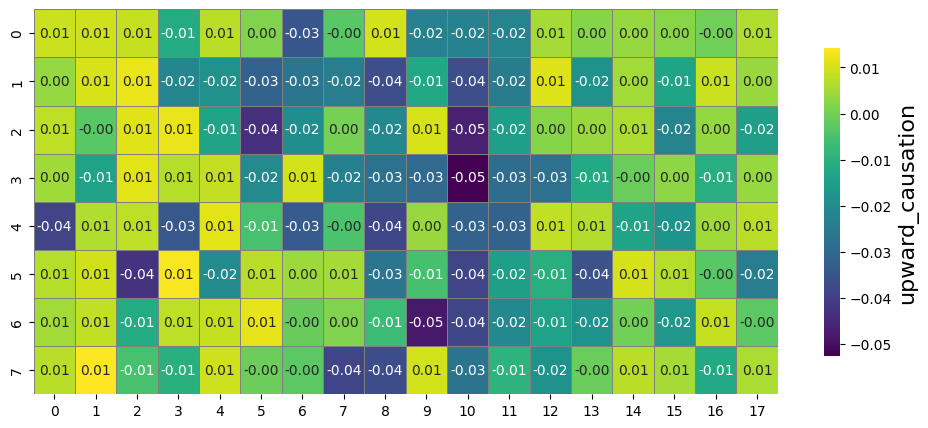 0 0.01 0.01 0.01 -0.01 0.01 0.00 -0.03 -0.00 0.01 -0.02 -0.02 -0.02 0.01 0.00 0.00 0.00 -0.00 0.01
1 0.00 0.01 0.01 -0.02 -0.02 -0.03 -0.03 -0.02 -0.04 -0.01 -0.04 -0.02 0.01 -0.02 0.00 -0.01 0.01 0.00
2 0.01 -0.00 0.01 0.01 -0.01 -0.04 -0.02 0.00 -0.02 0.01 -0.05 -0.02 0.00 0.00 0.01 -0.02 0.00 -0.02
3 0.00 -0.01 0.01 0.01 0.01 -0.02 0.01 -0.02 -0.03 -0.03 -0.05 -0.03 -0.03 -0.01 -0.00 0.00 -0.01 0.00
4 -0.04 0.01 0.01 -0.03 0.01 -0.01 -0.03 -0.00 -0.04 0.00 -0.03 -0.03 0.01 0.01 -0.01 -0.02 0.00 0.01
5 0.01 0.01 -0.04 0.01 -0.02 0.01 0.00 0.01 -0.03 -0.01 -0.04 -0.02 -0.01 -0.04 0.01 0.01 -0.00 -0.02
6 0.01 0.01 -0.01 0.01 0.01 0.01 -0.00 0.00 -0.01 -0.05 -0.04 -0.02 -0.01 -0.02 0.00 -0.02 0.01 -0.00
7 0.01 0.01 -0.01 -0.01 0.01 -0.00 -0.00 -0.04 -0.04 0.01 -0.03 -0.01 -0.02 -0.00 0.01 0.01 -0.01 0.01
0 1 2 3 4 5 6 7 8 9 10 11 12 13 14 15 16 17
0.01
0.00
−0.01
−0.02
−0.03
−0.04
−0.05
upward_causation